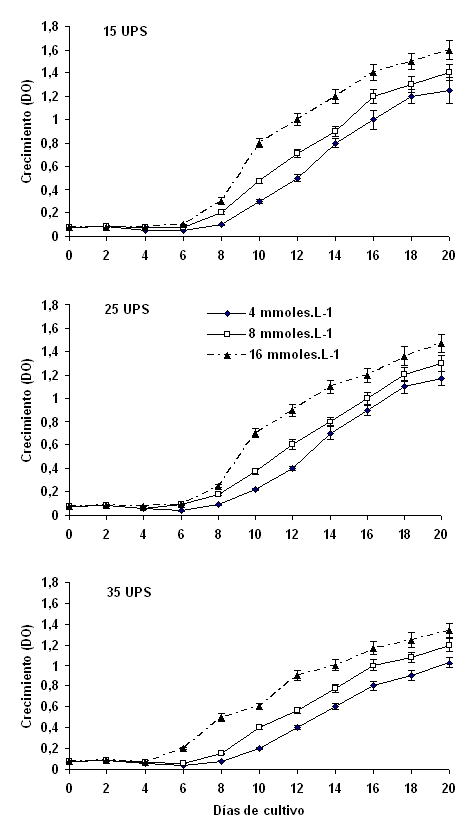 15 UPS
Crecimiento (DO)
1,8
1,6
1,4
1,2
1
0,8
0,6
0,4
0,2
0
0 2 4 6 8 10 12 14 16 18 20
25 UPS
4 mmoles.L-1
8 mmoles.L-1
16 mmoles.L-1
Crecimiento (DO)
1,8
1,6
1,4
1,2
1
0,8
0,6
0,4
0,2
0
0 2 4 6 8 10 12 14 16 18 20
35 UPS
Crecimiento (DO)
1,8
1,6
1,4
1,2
1
0,8
0,6
0,4
0,2
0
0 2 4 6 8 10 12 14 16 18 20
Días de cultivo